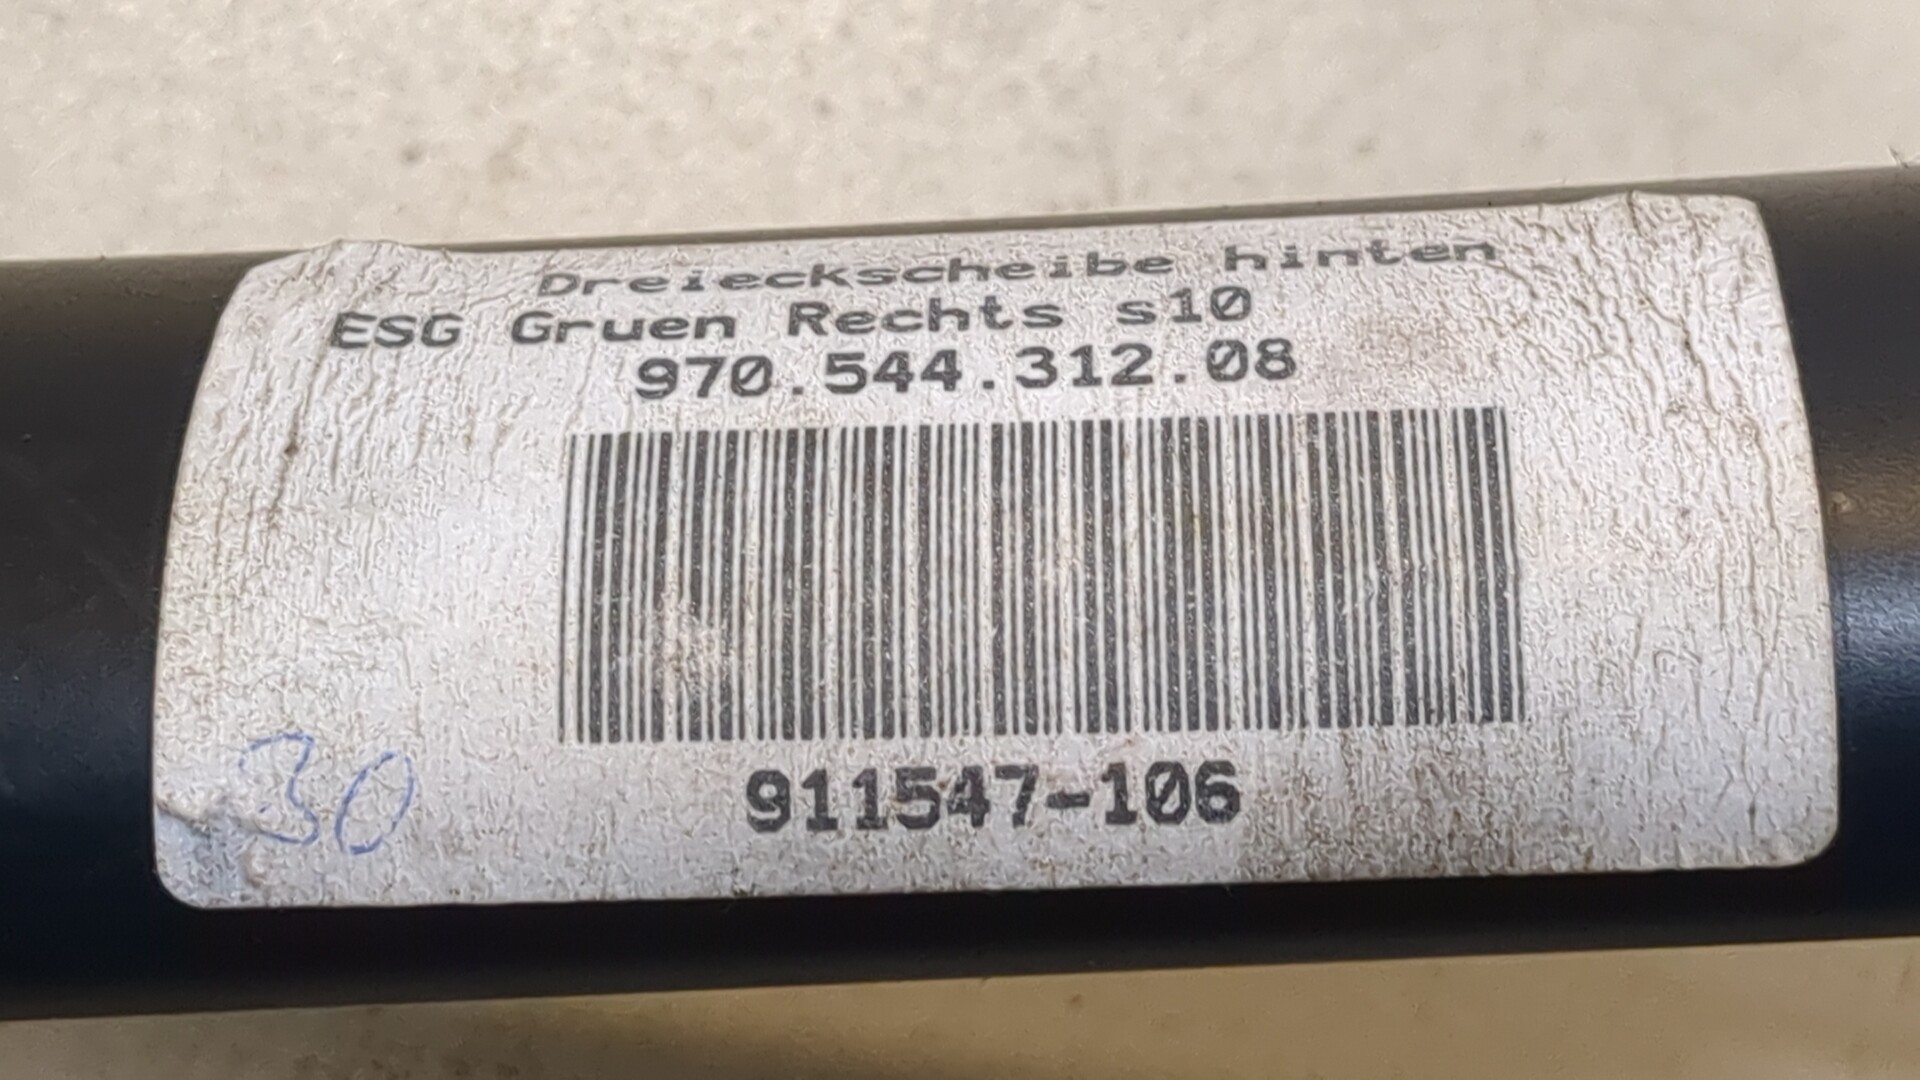 Dreieckscheibe hinten
ESG Gruen Rechts s10
970.544.312.08
911547-106
30